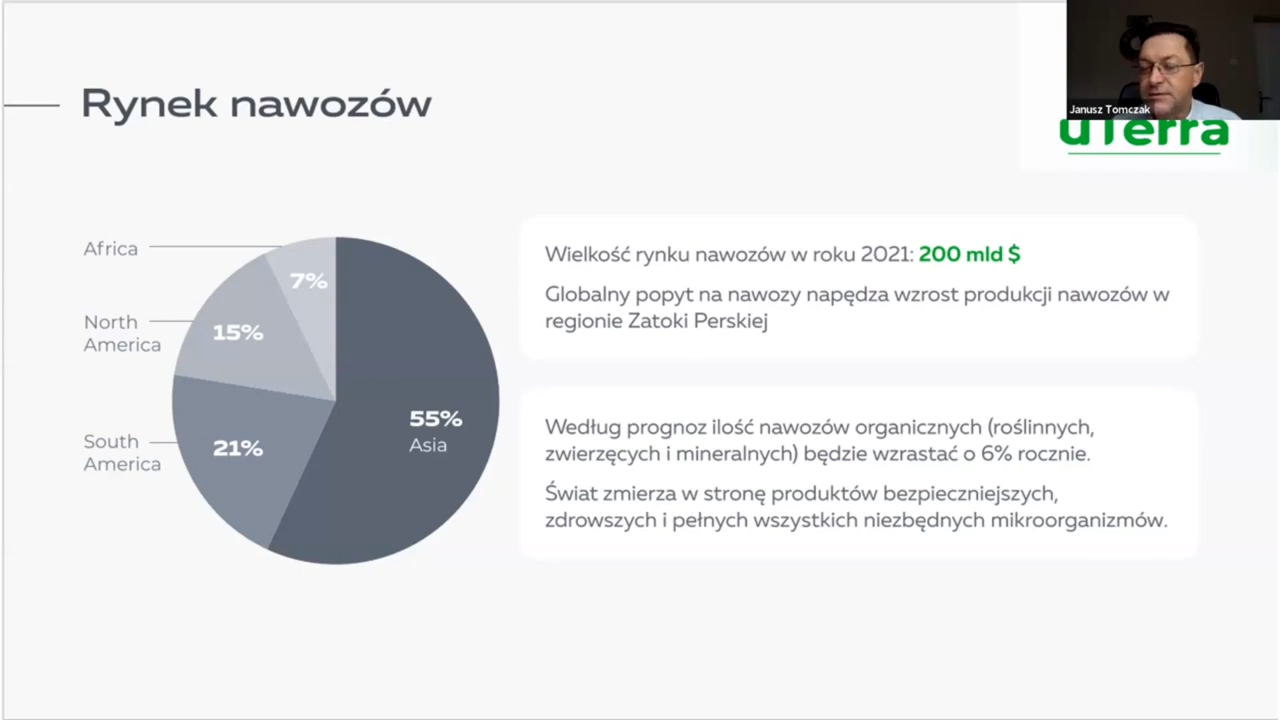 Janusz Tomczak
uTerra
Rynek nawozów
Africa
7%
North
America
15%
South
America
21%
55%
Asia
Wielkość rynku nawozów w roku 2021: 200 mld $
Globalny popyt na nawozy napędza wzrost produkcji nawozów w
regionie Zatoki Perskiej
Według prognoz ilość nawozów organicznych (roślinnych,
zwierzęcych i mineralnych) będzie wzrastać o 6% rocznie.
Świat zmierza w stronę produktów bezpieczniejszych,
zdrowszych i pełnych wszystkich niezbędnych mikroorganizmów.